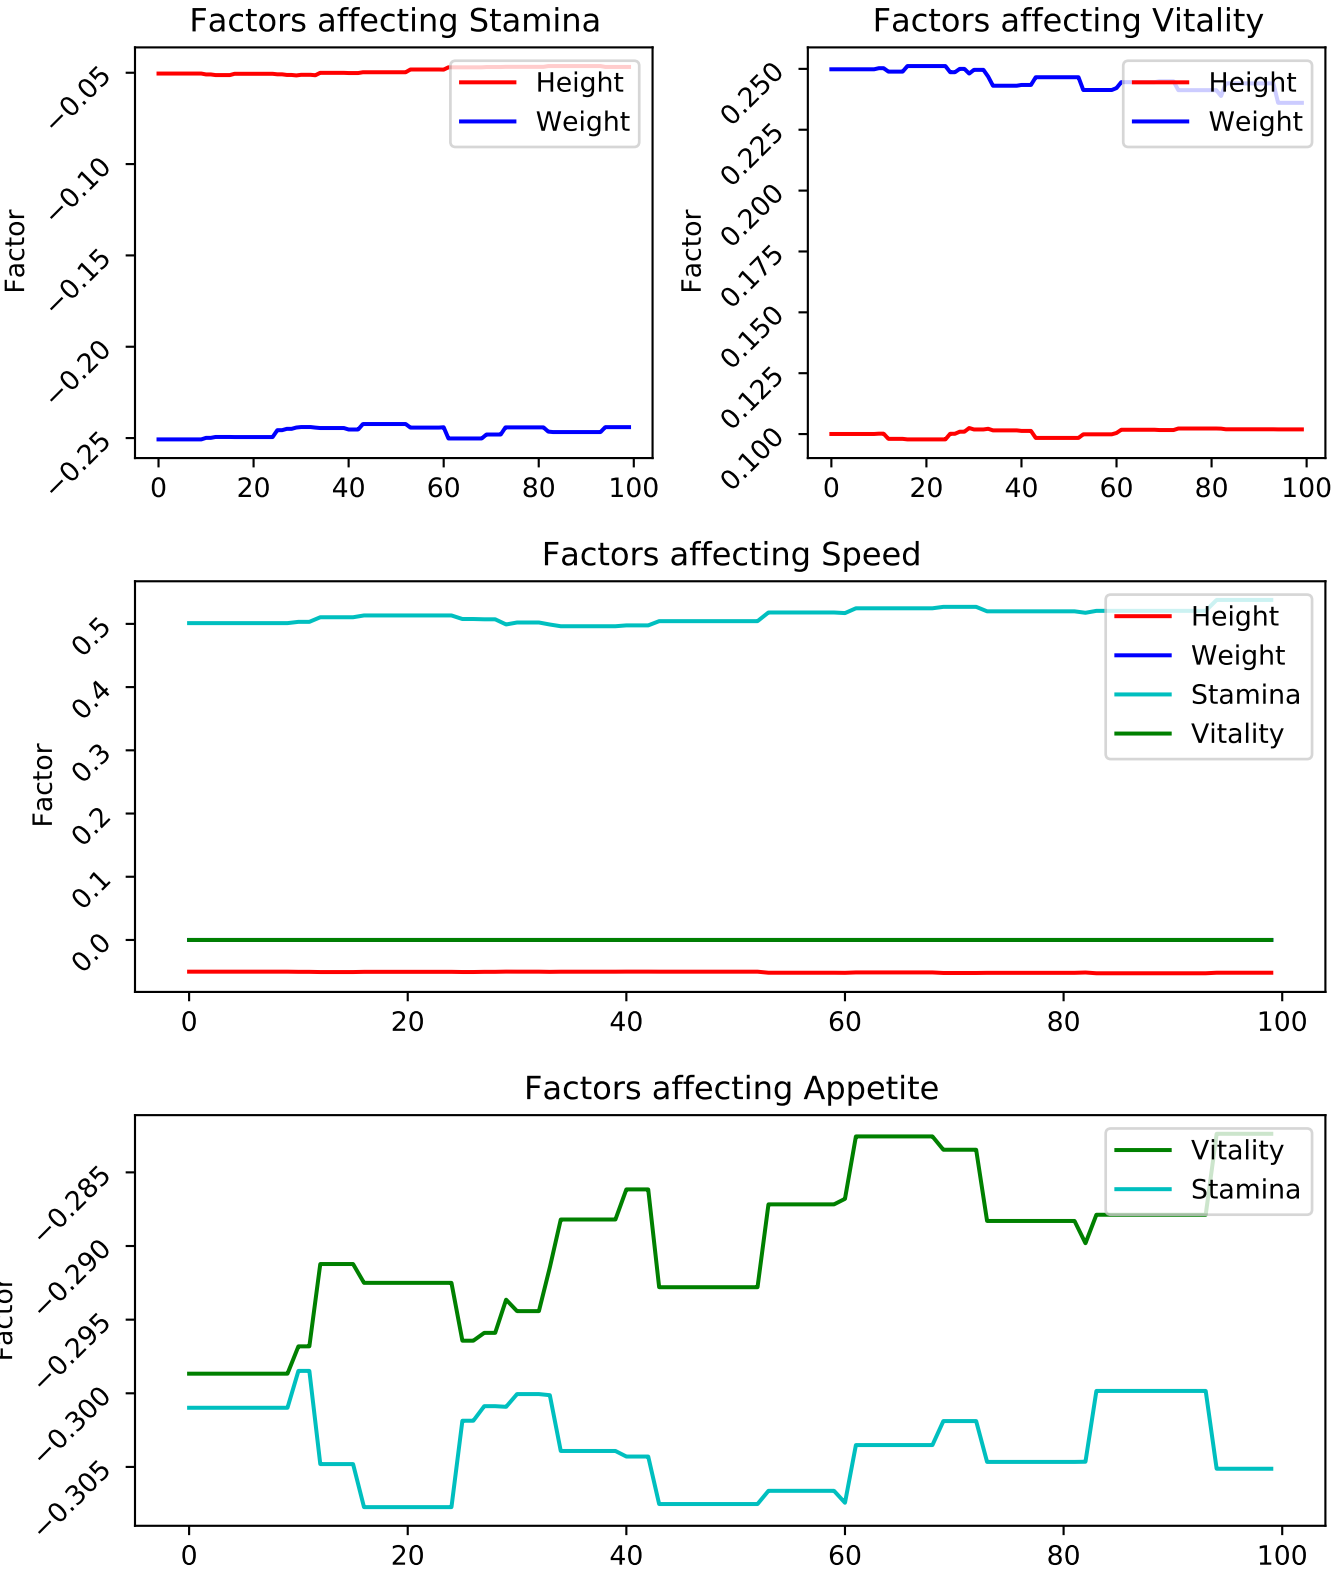 Factors affecting Stamina
Factor
−0.05
−0.10
−0.15
−0.20
−0.25
Height
Weight
0 20 40 60 80 100
Factors affecting Vitality
Factor
0.250
0.225
0.200
0.175
0.150
0.125
0.100
Height
Weight
0 20 40 60 80 100
Factors affecting Speed
Factor
0.5
0.4
0.3
0.2
0.1
0.0
Height
Weight
Stamina
Vitality
0 20 40 60 80 100
Factors affecting Appetite
Factor
−0.285
−0.290
−0.295
−0.300
−0.305
Vitality
Stamina
0 20 40 60 80 100